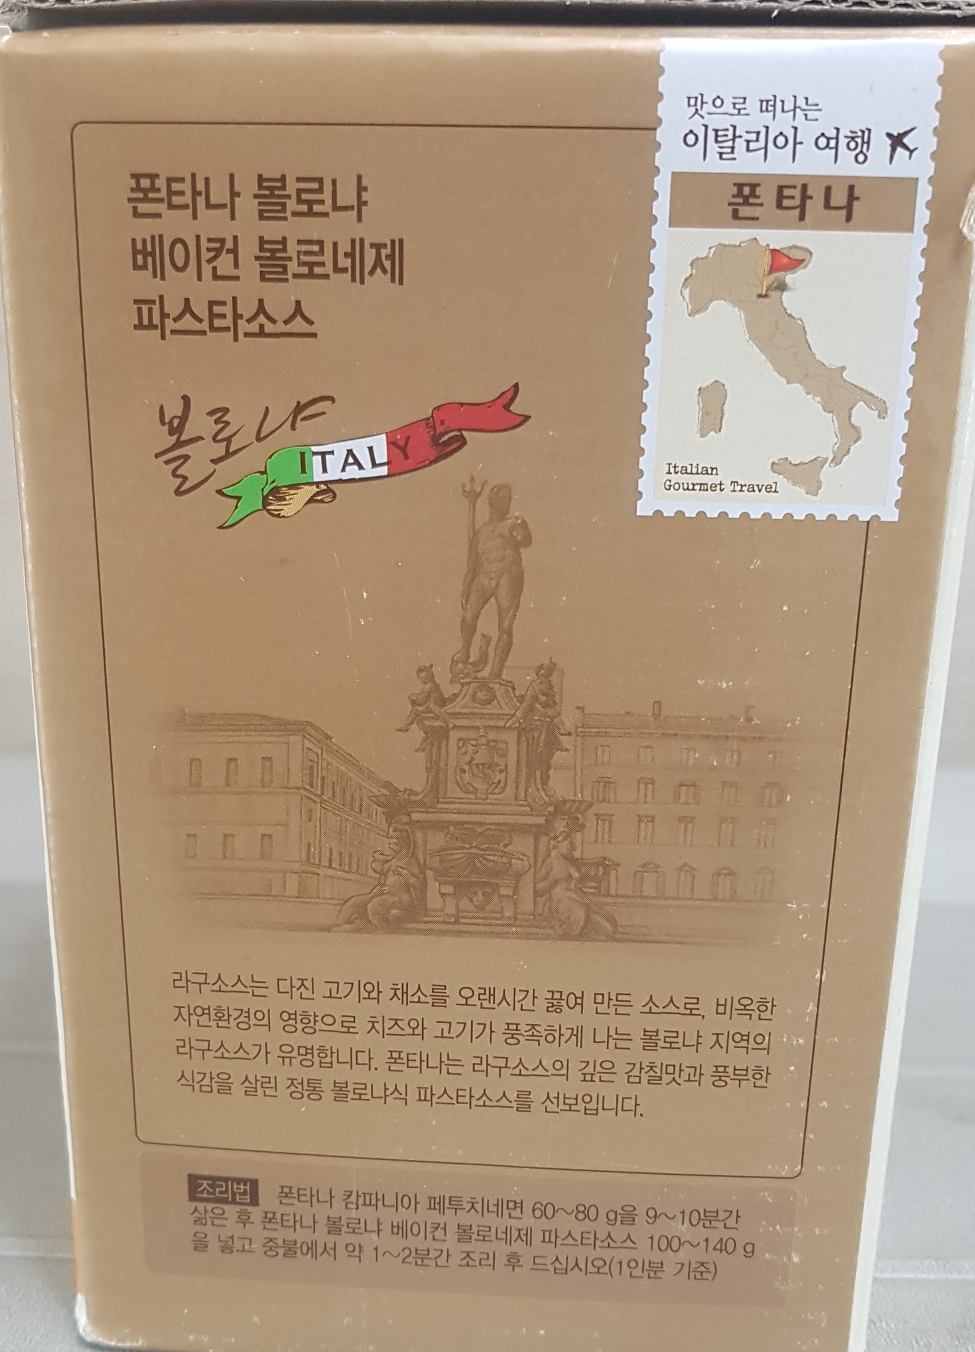 맛으로 떠나는
이탈리아 여행
폰타나
Italian
Gourmet Travel
폰타나 볼로냐
베이컨 볼로네제
파스타소스
볼로냐
ITALY
라구소스는 다진 고기와 채소를 오랜시간 끓여 만든 소스로, 비옥한
자연환경의 영향으로 치즈와 고기가 풍족하게 나는 볼로냐 지역의
라구소스가 유명합니다. 폰타나는 라구소스의 깊은 감칠맛과 풍부한
식감을 살린 정통 볼로냐식 파스타소스를 선보입니다.
조리법 폰타나 캄파니아 페투치네면 60~80 g을 9~10분간
삶은 후 폰타나 볼로냐 베이컨 볼로네제 파스타소스 100~140 g
을 넣고 중불에서 약 1~2분간 조리 후 드십시오(1인분 기준)